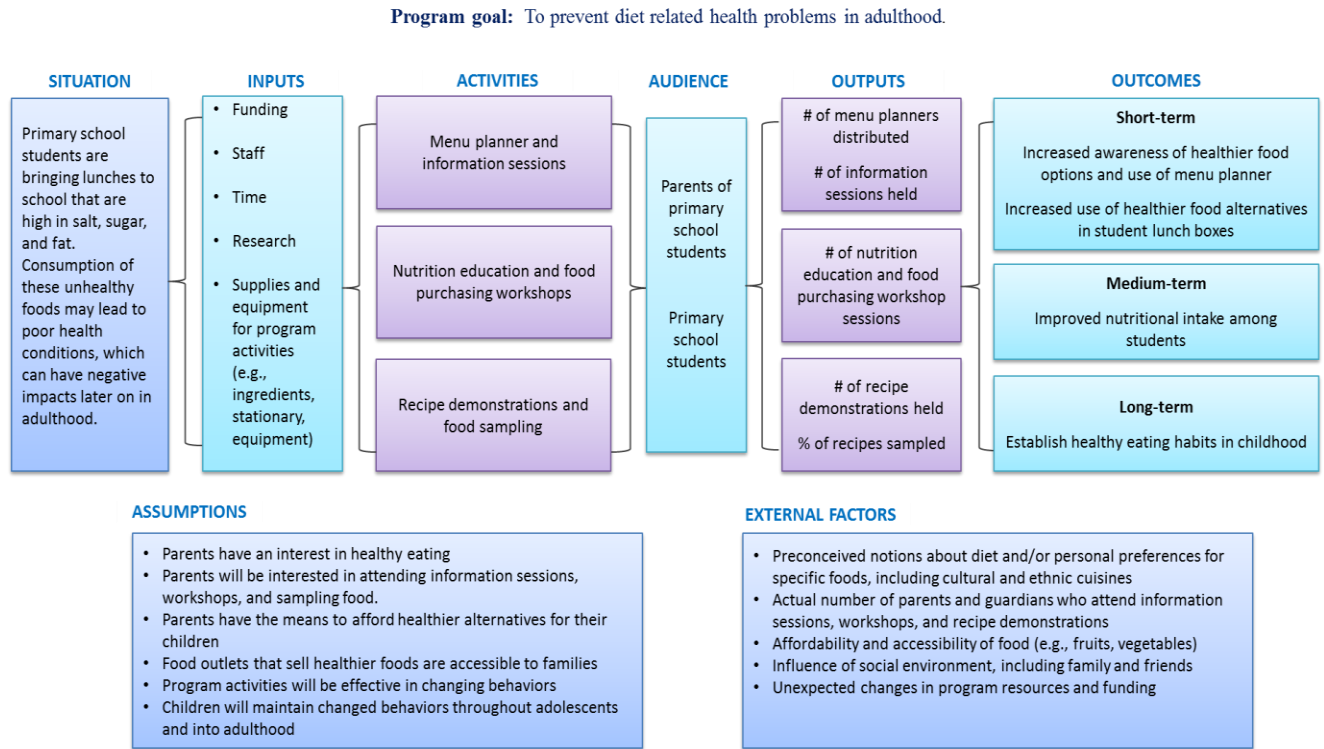 Program goal: To prevent diet related health problems in adulthood.
SITUATION
Primary school
students are
bringing lunches to
school that are
high in salt, sugar,
and fat.
Consumption of
these unhealthy
foods may lead to
poor health
conditions, which
can have negative
impacts later on in
adulthood.
INPUTS
• Funding
• Staff
• Time
• Research
• Supplies and
equipment
for program
activities
(e.g.,
ingredients,
stationary,
equipment)
ACTIVITIES
Menu planner and
information sessions
Nutrition education and food
purchasing workshops
Recipe demonstrations and
food sampling
AUDIENCE
Parents of
primary
school
students
Primary
school
students
OUTPUTS
# of menu planners
distributed
# of information
sessions held
# of nutrition
education and food
purchasing workshop
sessions
# of recipe
demonstrations held
% of recipes sampled
OUTCOMES
Short-term
Increased awareness of healthier food
options and use of menu planner
Increased use of healthier food alternatives
in student lunch boxes
Medium-term
Improved nutritional intake among
students
Long-term
Establish healthy eating habits in childhood
ASSUMPTIONS
• Parents have an interest in healthy eating
• Parents will be interested in attending information sessions,
workshops, and sampling food.
• Parents have the means to afford healthier alternatives for their
children
• Food outlets that sell healthier foods are accessible to families
• Program activities will be effective in changing behaviors
• Children will maintain changed behaviors throughout adolescents
and into adulthood
EXTERNAL FACTORS
• Preconceived notions about diet and/or personal preferences for
specific foods, including cultural and ethnic cuisines
• Actual number of parents and guardians who attend information
sessions, workshops, and recipe demonstrations
• Affordability and accessibility of food (e.g., fruits, vegetables)
• Influence of social environment, including family and friends
• Unexpected changes in program resources and funding